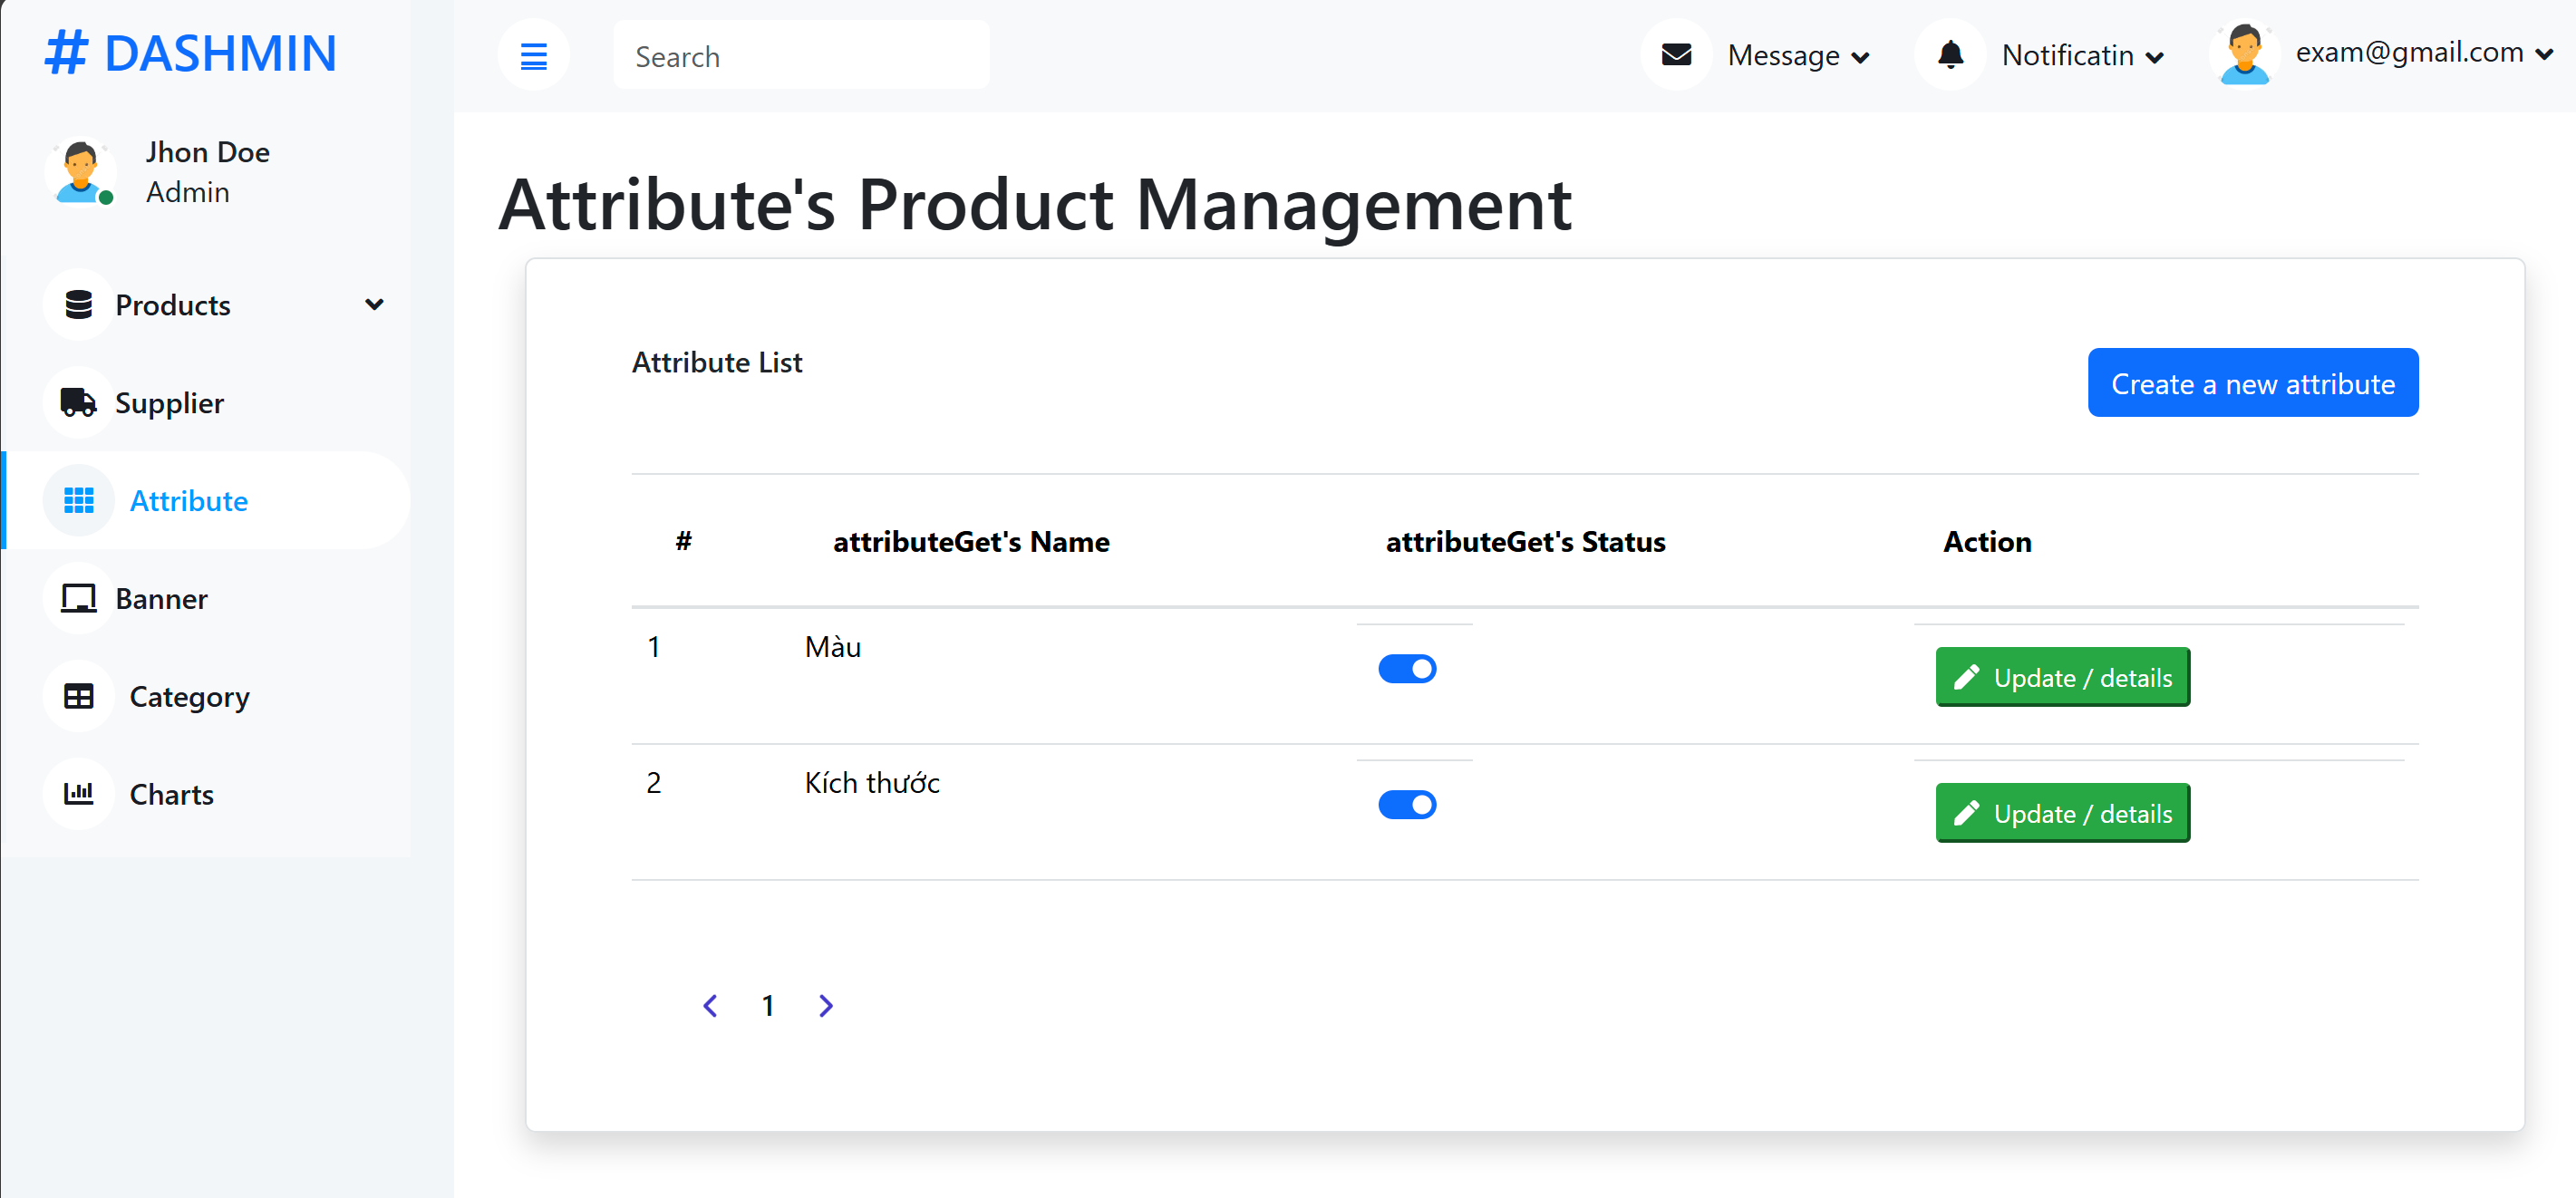 # DASHMIN
Search
Message
Notificatin
exam@gmail.com
Jhon Doe
Admin
Products
Supplier
Attribute
Banner
Category
Charts
Attribute's Product Management
Attribute List
Create a new attribute
# attributeGet's Name attributeGet's Status Action
1 Màu Update / details
2 Kích thước Update / details
1